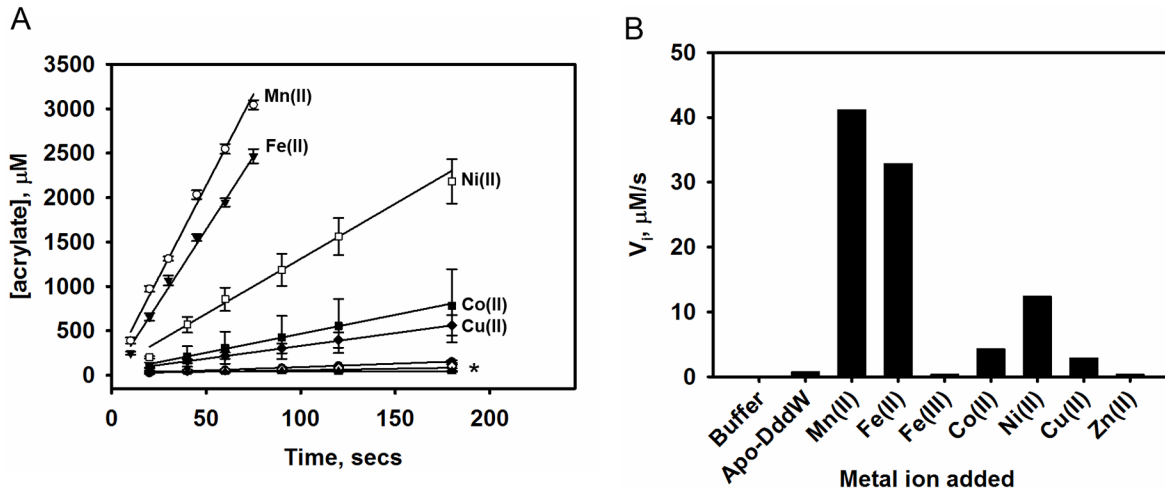 A
[acrylate], μM
3500
3000
2500
2000
1500
1000
500
0
Mn(II)
Fe(II)
Ni(II)
Co(II)
Cu(II)
*
0 50 100 150 200
Time, secs
B
Vi, μM/s
50
40
30
20
10
0
Buffer
Apo-DddW
Mn(II)
Fe(II)
Fe(III)
Co(II)
Ni(II)
Cu(II)
Zn(II)
Metal ion added